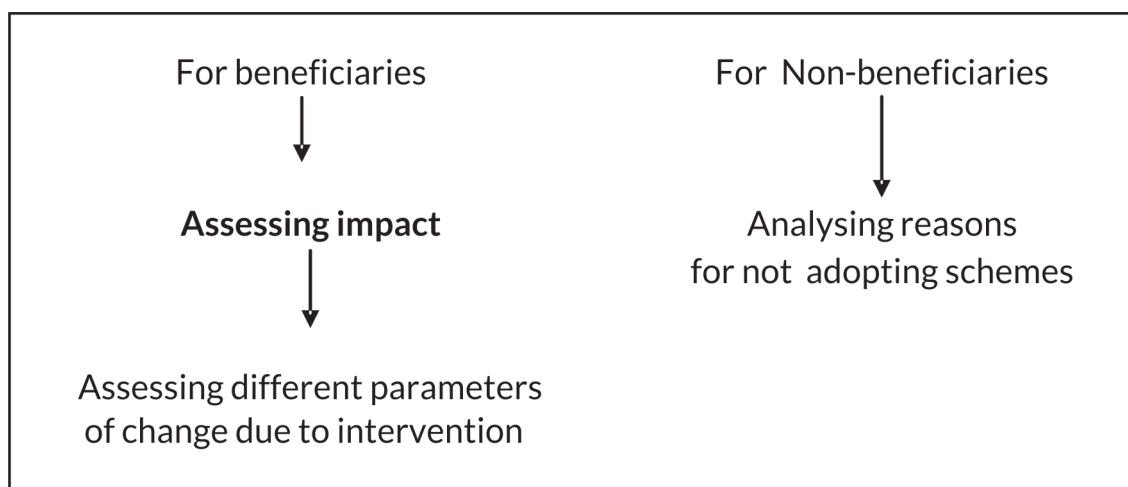 For beneficiaries
Assessing impact
Assessing different parameters
of change due to intervention
For Non-beneficiaries
Analysing reasons
for not adopting schemes